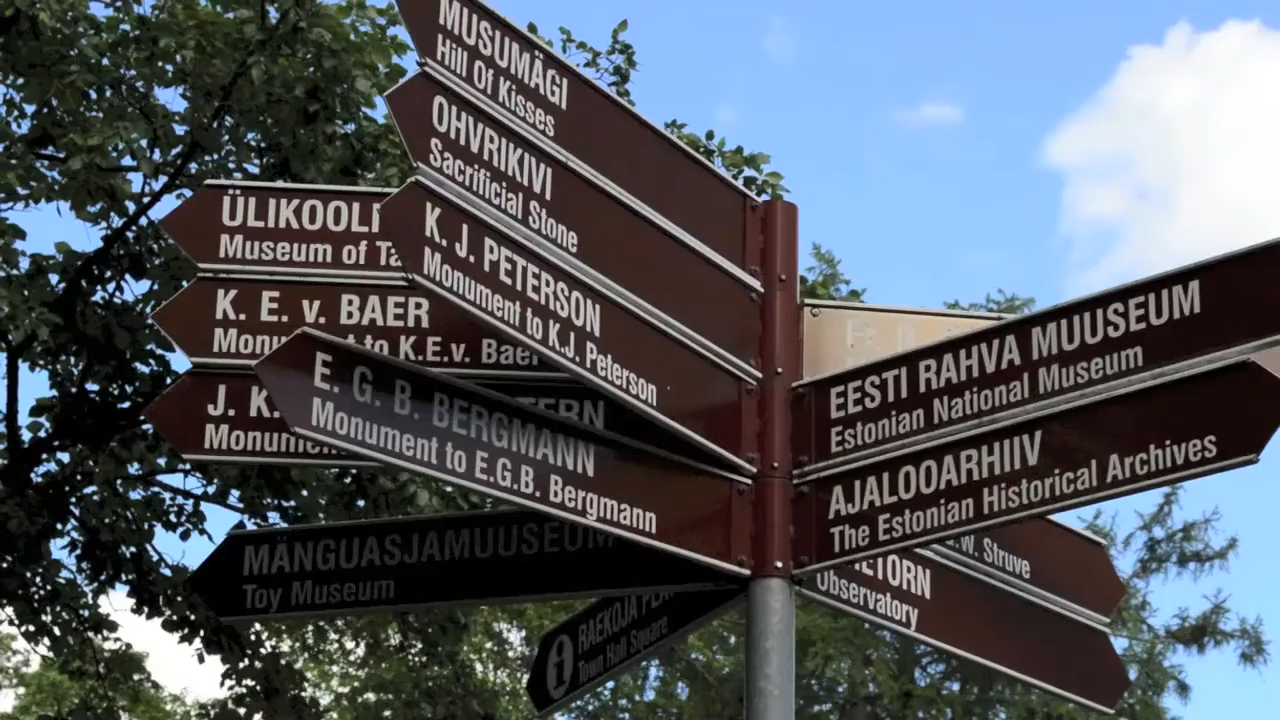 MUSUMÄGI
Hill Of Kisses
OHVRIKIVI
Sacrificial Stone
K. J. PETERSON
Monument to K.J. Peterson
ÜLIKOOLI
Museum of
K. E. v. BAER
to K.E.v. Baer
J. K.
E. G. B. BERGMANN
Monument to E.G.B. Bergmann
MÄNGUASJAMUUSEUM
Toy Museum
i
RAEKOJA
Town Hall Square
EESTI RAHVA MUUSEUM
Estonian National Museum
AJALOOARHIIV
The Estonian Historical Archives
Struve
Observatory